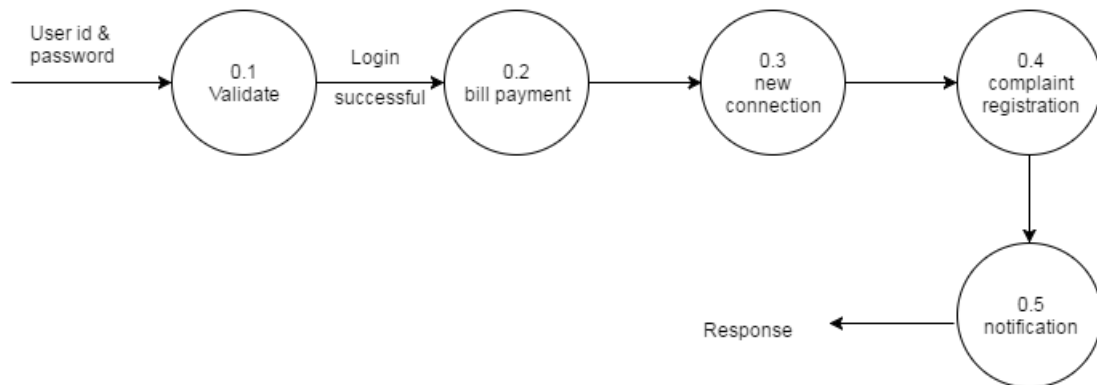 User id &
password
0.1
Validate
Login
successful
0.2
bill payment
0.3
new
connection
0.4
complaint
registration
0.5
notification
Response